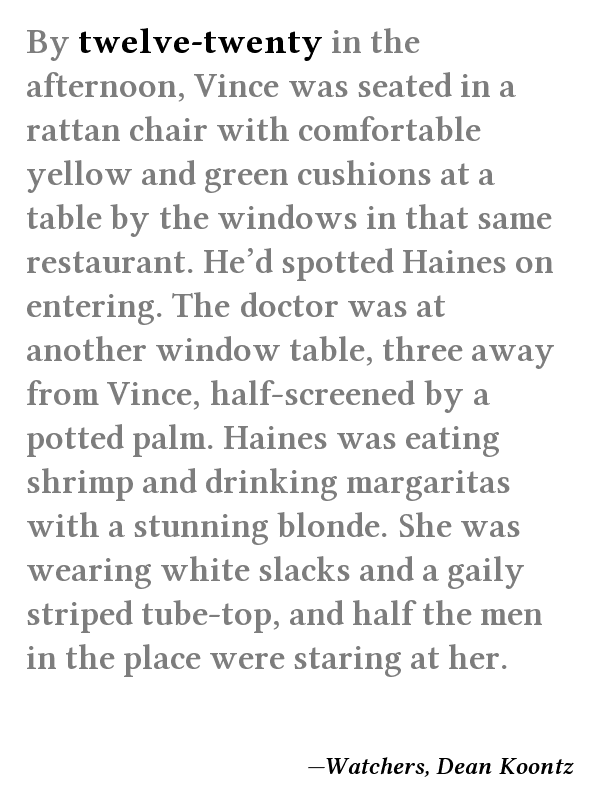 By twelve-twenty in the
afternoon, Vince was seated in a
rattan chair with comfortable
yellow and green cushions at a
table by the windows in that same
restaurant. He’d spotted Haines on
entering. The doctor was at
another window table, three away
from Vince, half-screened by a
potted palm. Haines was eating
shrimp and drinking margaritas
with a stunning blonde. She was
wearing white slacks and a gaily
striped tube-top, and half the men
in the place were staring at her.
—Watchers, Dean Koontz